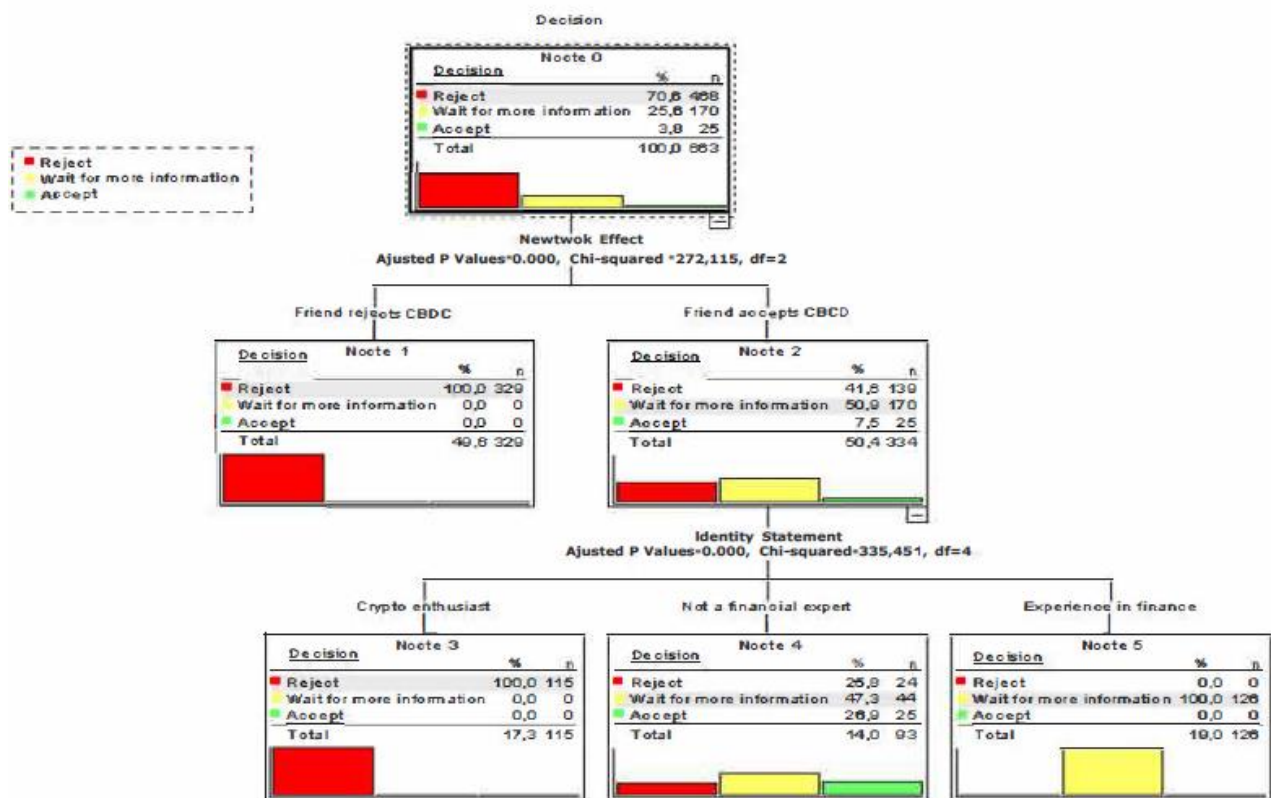 Decision
Nocte 0
Decision % n
Reject 70,6 468
Wait for more information 25,6 170
Accept 3,8 25
Total 100,0 663
Reject
Wait for more information
Accept
Newtwok Effect
Ajusted P Values*0.000, Chi-squared *272,115, df=2
Friend rejects CBDC
Nocte 1
Decision % n
Reject 100,0 329
Wait for more information 0,0 0
Accept 0,0 0
Total 49,6 329
Friend accepts CBCD
Nocte 2
Decision % n
Reject 41,6 139
Wait for more information 50,9 170
Accept 7,5 25
Total 50,4 334
Identity Statement
Ajusted P Values=0.000, Chi-squared*335,451, df=4
Crypto enthusiast
Nocte 3
Decision % n
Reject 100,0 115
Wait for more information 0,0 0
Accept 0,0 0
Total 17,3 115
Not a financial expert
Nocte 4
Decision % n
Reject 25,8 24
Wait for more information 47,3 44
Accept 26,9 25
Total 14,0 93
Experience in finance
Nocte 5
Decision % n
Reject 0,0 0
Wait for more information 100,0 126
Accept 0,0 0
Total 19,0 126